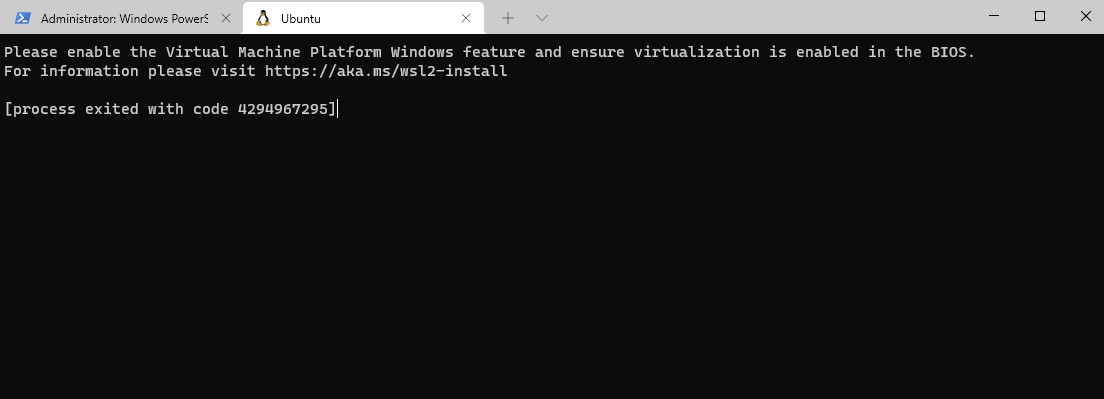 Administrator: Windows PowerS
Ubuntu
Please enable the Virtual Machine Platform Windows feature and ensure virtualization is enabled in the BIOS.
For information please visit https://aka.ms/wsl2-install
[process exited with code 4294967295]